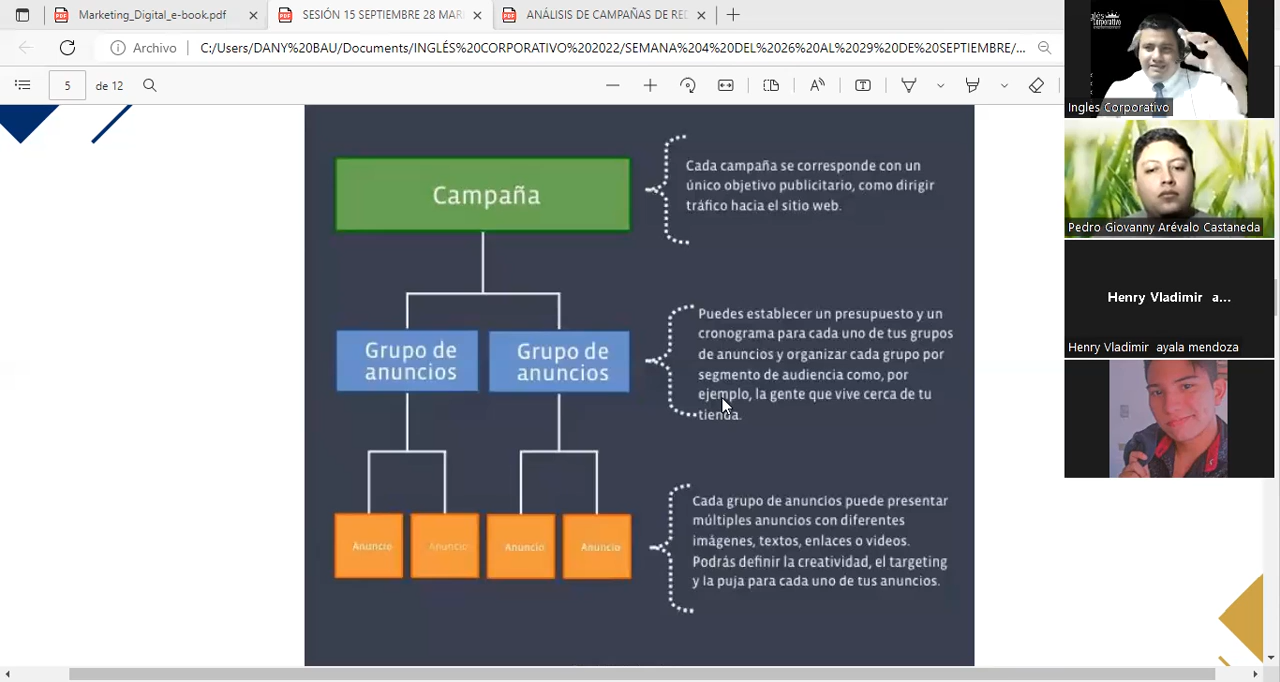 Marketing_Digital_e-book.pdf
SESIÓN 15 SEPTIEMBRE 28 MAR
ANÁLISIS DE CAMPAÑAS DE RE
Archivo
C:/Users/DANY%20BAU/Documents/INGLÉS%20CORPORATIVO%202022/SEMANA%204%20DEL%2026%20AL%2029%20DE%20SEPTIEMBRE/...
5
de 12
Campaña
Cada campaña se corresponde con un
único objetivo publicitario, como dirigir
tráfico hacia el sitio web.
Grupo de
anuncios
Grupo de
anuncios
Puedes establecer un presupuesto y un
cronograma para cada uno de tus grupos
de anuncios y organizar cada grupo por
segmento de audiencia como, por
ejemplo, la gente que vive cerca de tu
tienda.
Anuncio
Anuncio
Anuncio
Anuncio
Cada grupo de anuncios puede presentar
múltiples anuncios con diferentes
imágenes, textos, enlaces o videos.
Podrás definir la creatividad, el targeting
y la puja para cada uno de tus anuncios.
Ingles Corporativo
Pedro Giovanny Arévalo Castaneda
Henry Vladimir a...
Henry Vladimir ayala mendoza